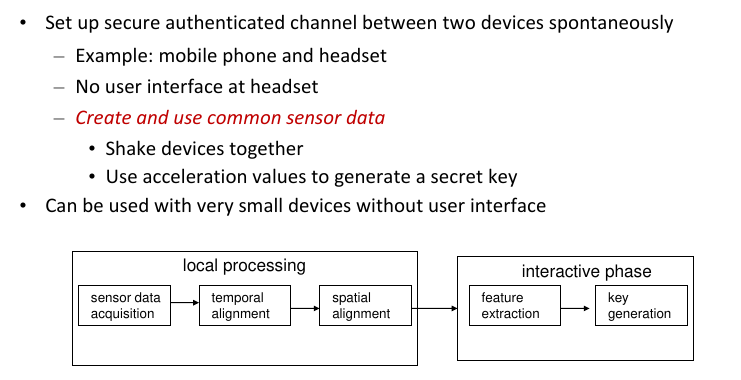 • Set up secure authenticated channel between two devices spontaneously
– Example: mobile phone and headset
– No user interface at headset
– Create and use common sensor data
• Shake devices together
• Use acceleration values to generate a secret key
• Can be used with very small devices without user interface
local processing
sensor data
acquisition
temporal
alignment
spatial
alignment
interactive phase
feature
extraction
key
generation